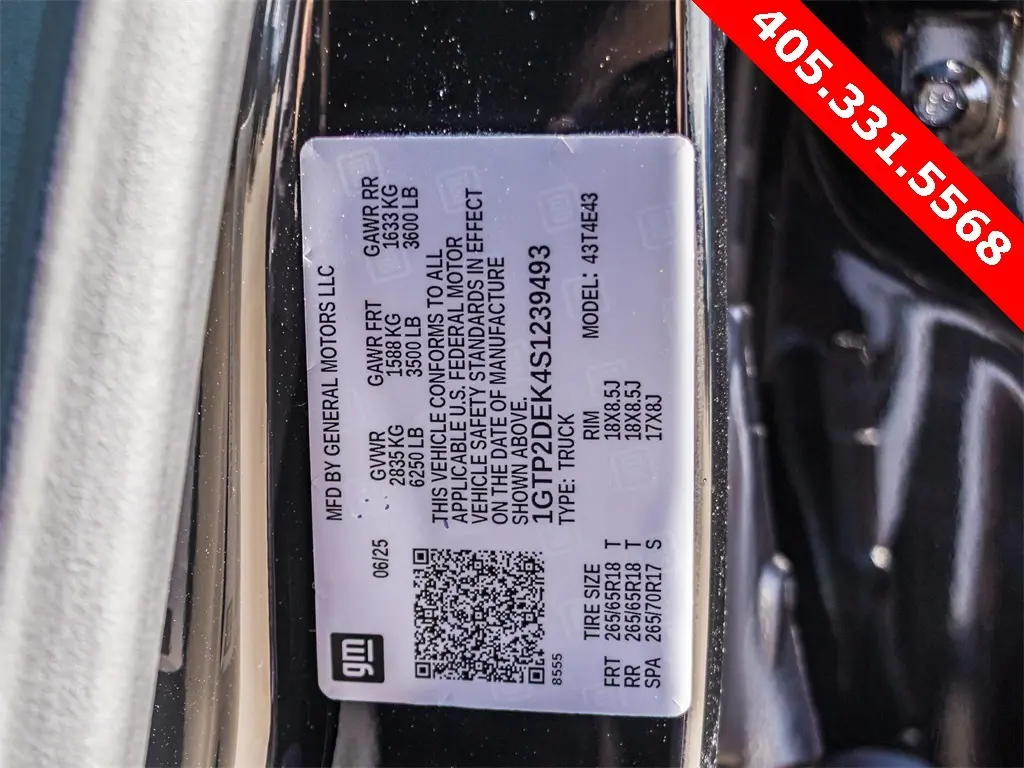 405.331.5568
gm
MFD BY GENERAL MOTORS LLC
06/25
GVWR GAWR FRT GAWR RR
2835 KG 1588 KG 1633 KG
6250 LB 3500 LB 3600 LB
THIS VEHICLE CONFORMS TO ALL
APPLICABLE U.S. FEDERAL MOTOR
VEHICLE SAFETY STANDARDS IN EFFECT
ON THE DATE OF MANUFACTURE
SHOWN ABOVE.
1GTP2DEK4S1239493
TYPE: TRUCK
8555
MODEL: 43T4E43
TIRE SIZE RIM
FRT 265/65R18 T 18X8.5J
RR 265/65R18 T 18X8.5J
SPA 265/70R17 S 17X8J